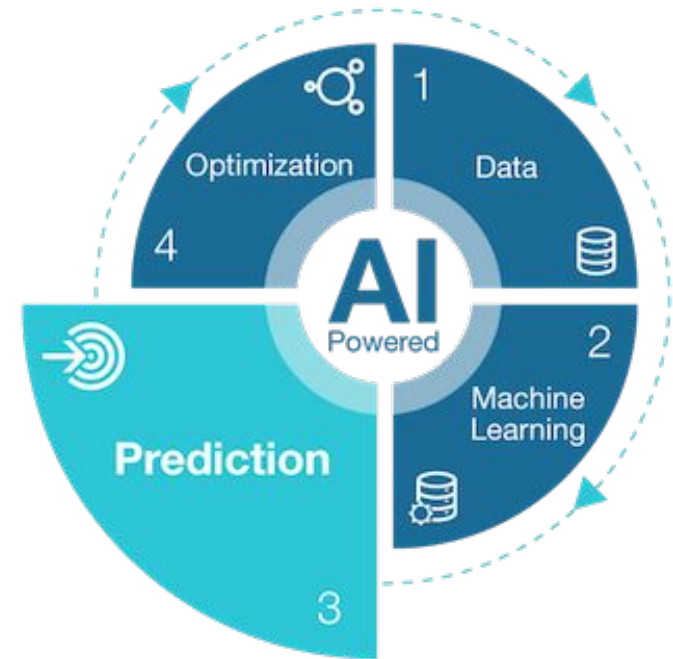 1
Data
2
Machine
Learning
Prediction
3
Optimization
4
AI
Powered